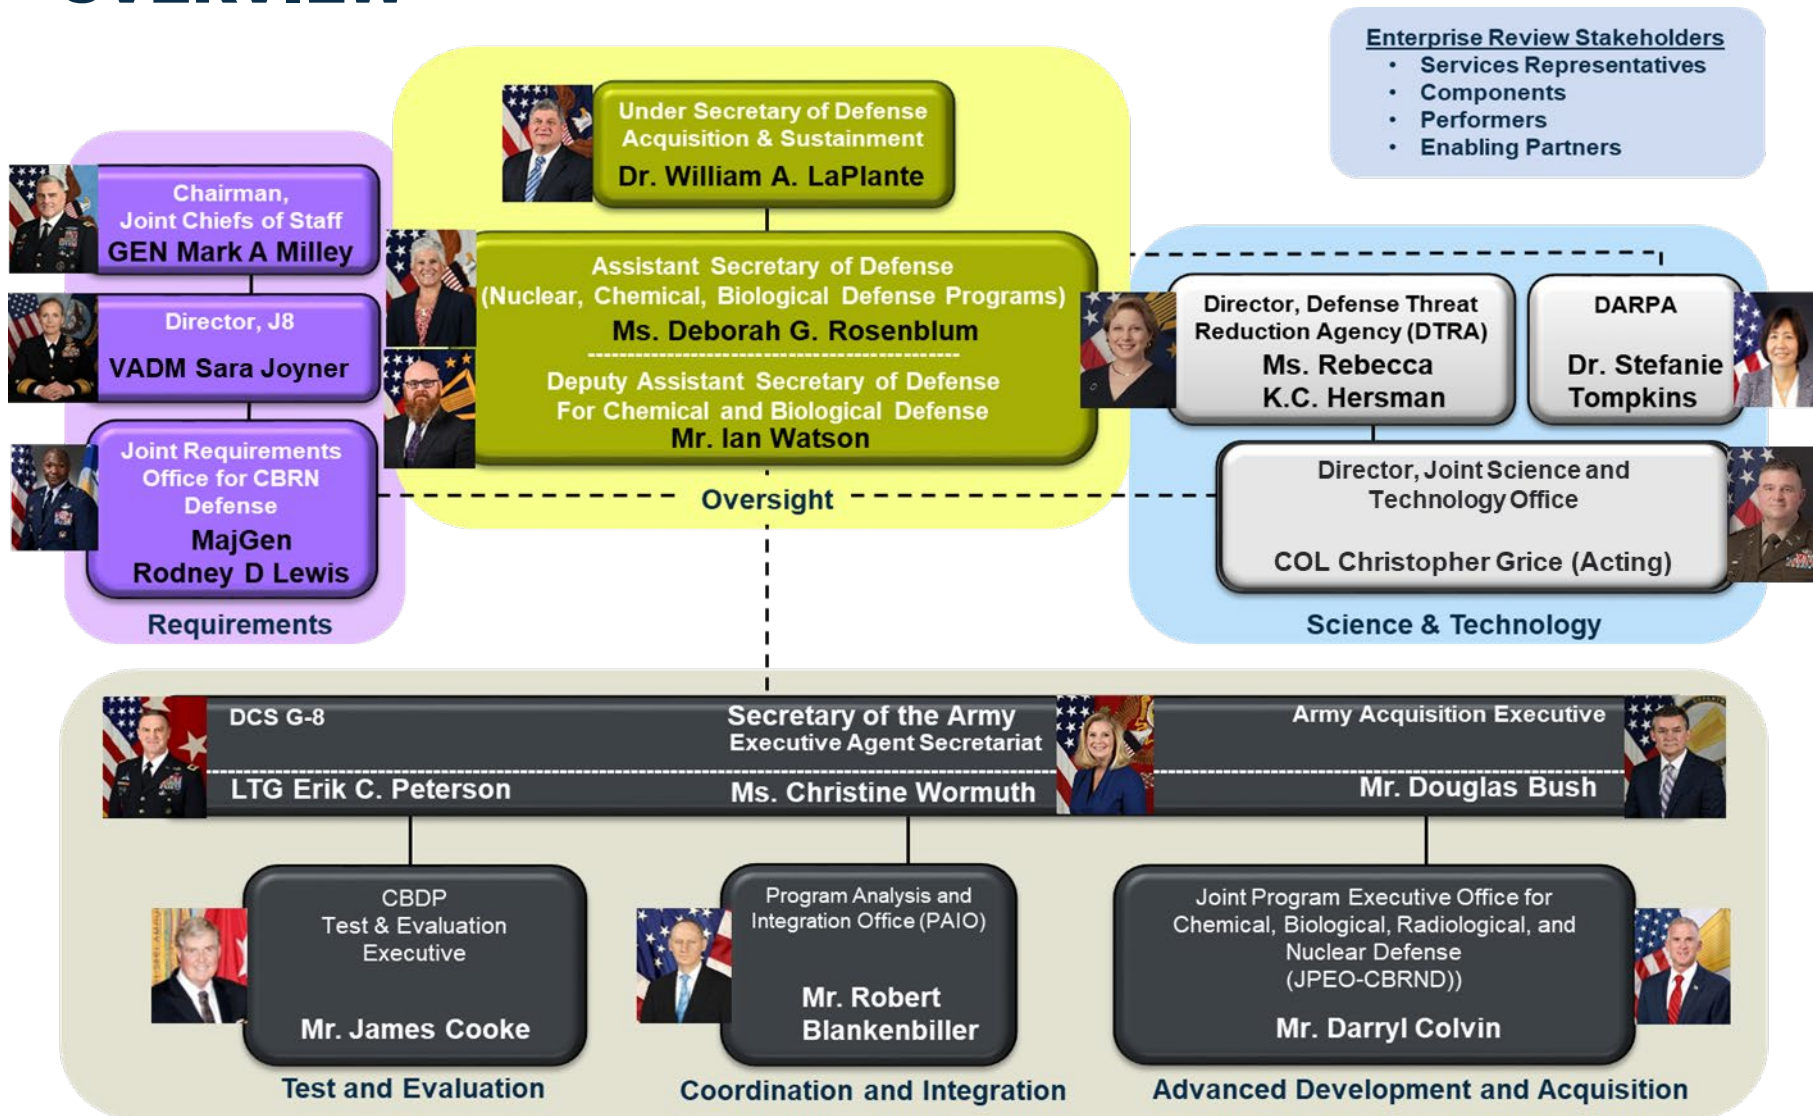 OVERVIEW
Enterprise Review Stakeholders
• Services Representatives
• Components
• Performers
• Enabling Partners
Under Secretary of Defense
Acquisition & Sustainment
Dr. William A. LaPlante
Chairman,
Joint Chiefs of Staff
GEN Mark A Milley
Director, J8
VADM Sara Joyner
Joint Requirements
Office for CBRN
Defense
MajGen
Rodney D Lewis
Requirements
Assistant Secretary of Defense
(Nuclear, Chemical, Biological Defense Programs)
Ms. Deborah G. Rosenblum
Deputy Assistant Secretary of Defense
For Chemical and Biological Defense
Mr. Ian Watson
Oversight
Director, Defense Threat
Reduction Agency (DTRA)
Ms. Rebecca
K.C. Hersman
DARPA
Dr. Stefanie
Tompkins
Director, Joint Science and
Technology Office
COL Christopher Grice (Acting)
Science & Technology
DCS G-8
LTG Erik C. Peterson
Secretary of the Army
Executive Agent Secretariat
Ms. Christine Wormuth
Army Acquisition Executive
Mr. Douglas Bush
CBDP
Test & Evaluation
Executive
Mr. James Cooke
Test and Evaluation
Program Analysis and
Integration Office (PAIO)
Mr. Robert
Blankenbiller
Coordination and Integration
Joint Program Executive Office for
Chemical, Biological, Radiological, and
Nuclear Defense
(JPEO-CBRND))
Mr. Darryl Colvin
Advanced Development and Acquisition